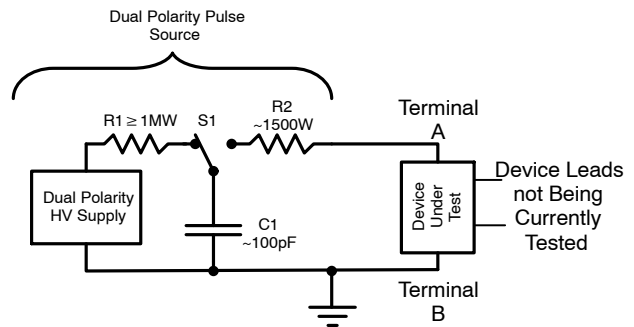 Dual Polarity Pulse
Source
R1 ≥ 1MW
S1
R2
~1500W
Terminal
A
Dual Polarity
HV Supply
C1
~100pF
Device
Under
Test
Device Leads
not Being
Currently
Tested
Terminal
B